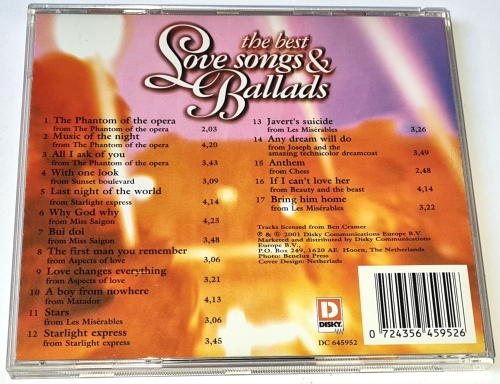 the best
Love songs &
Ballads
1 The Phantom of the opera
from The Phantom of the opera 2,03
2 Music of the night
from The Phantom of the opera 4,20
3 All I ask of you
from The Phantom of the opera 3,43
4 With one look
from Sunset boulevard 3,09
5 Last night of the world
from Starlight express 4,14
6 Why God why
from Miss Saigon 4,23
7 Bui doi
from Miss Saigon 3,48
8 The first man you remember
from Aspects of love 3,06
9 Love changes everything
from Aspects of love 3,21
10 A boy from nowhere
from Matador 4,13
11 Stars
from Les Misérables 3,06
12 Starlight express
from Starlight express 3,45
13 Javert's suicide
from Les Misérables 3,26
14 Any dream will do
from Joseph and the
amazing technicolor dreamcoat 3,49
15 Anthem
from Chess 2,48
16 If I can't love her
from Beauty and the beast 4,14
17 Bring him home
from Les Misérables 3,22
Tracks licensed from Ben Cramer
℗ & © 2001 Disky Communications Europe B.V.
Marketed and distributed by Disky Communications
Europe B.V.
P.O. Box 249, 1620 AE Hoorn, The Netherlands
Photo: Benelux Press
Cover Design: Netherlads
D
DISKY
DC 645952
0 724356 459526